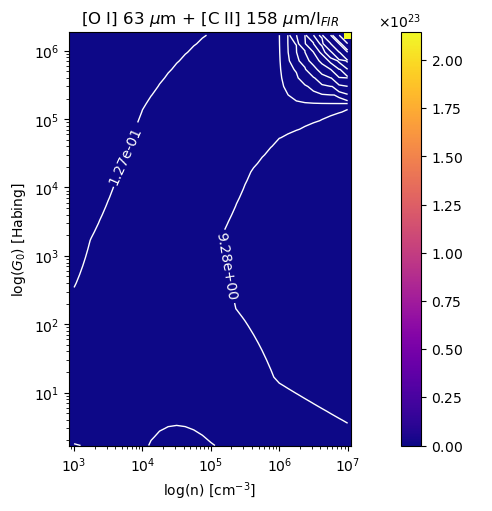 [O I] 63 μm + [C II] 158 μm/I_FIR
×10^23
10^6
10^5
10^4
10^3
10^2
10^1
log(G_0) [Habing]
1.27e-01
9.28e+00
10^3 10^4 10^5 10^6 10^7
log(n) [cm^−3]
2.00
1.75
1.50
1.25
1.00
0.75
0.50
0.25
0.00